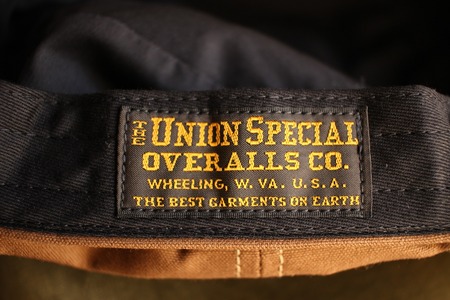 THE UNION SPECIAL
OVERALLS CO.
WHEELING, W. VA. U.S.A.
THE BEST GARMENTS ON EARTH